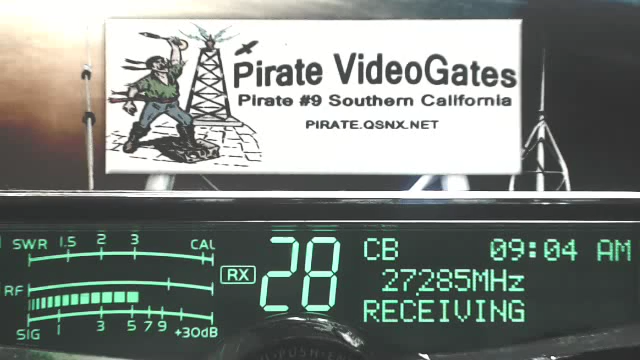 Pirate VideoGates
Pirate #9 Southern California
PIRATE.QSNX.NET
SWR 1.5 2 3 CAL
RF
SIG 1 3 5 7 9 +30dB
RX
28
CB 09:04 AM
27285MHz
RECEIVING
PUSH